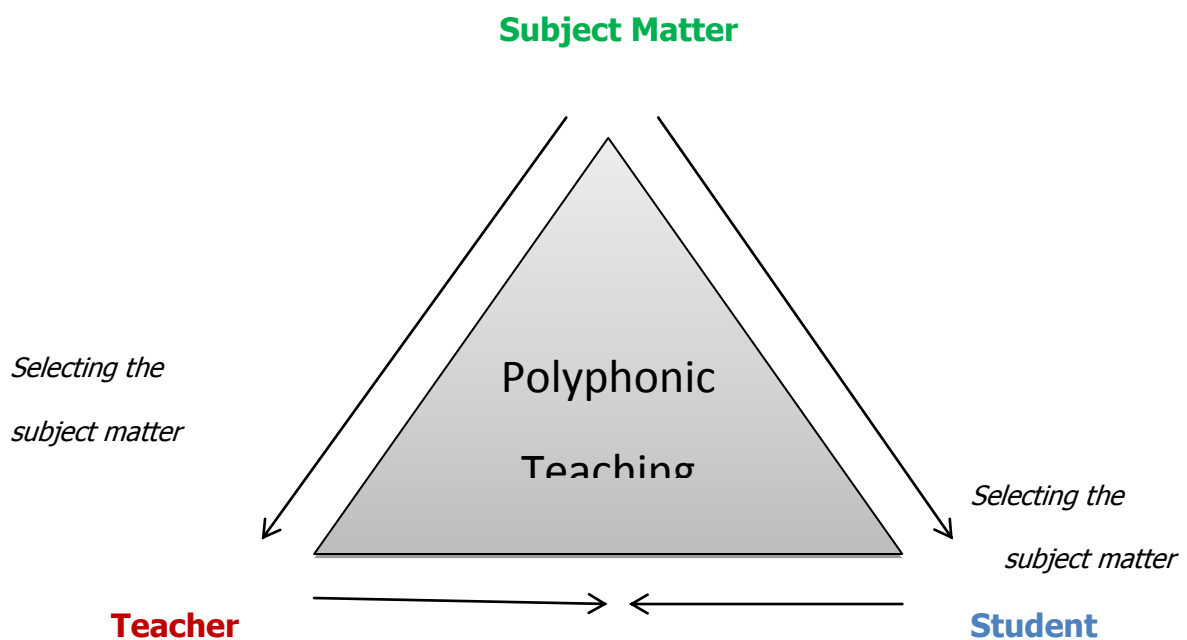 Subject Matter
Selecting the
subject matter
Polyphonic
Teaching
Selecting the
subject matter
Teacher
Student